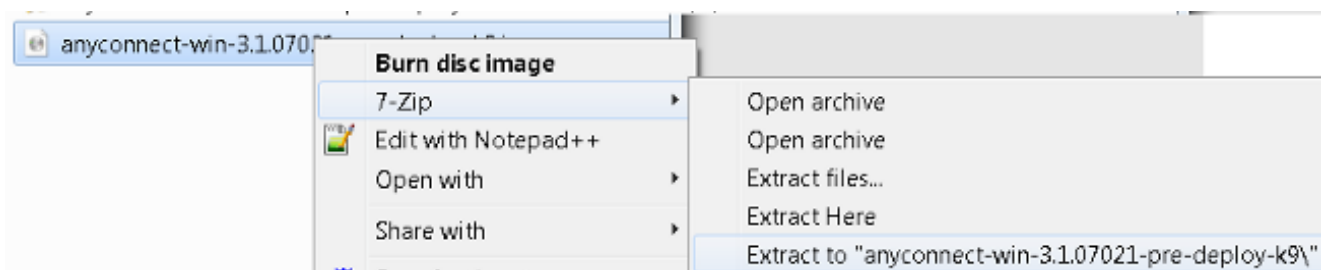 anyconnect-win-3.1.070
Burn disc image
7-Zip
Open archive
Open archive
Edit with Notepad++
Extract files...
Open with
Extract Here
Share with
Extract to "anyconnect-win-3.1.07021-pre-deploy-k9\"